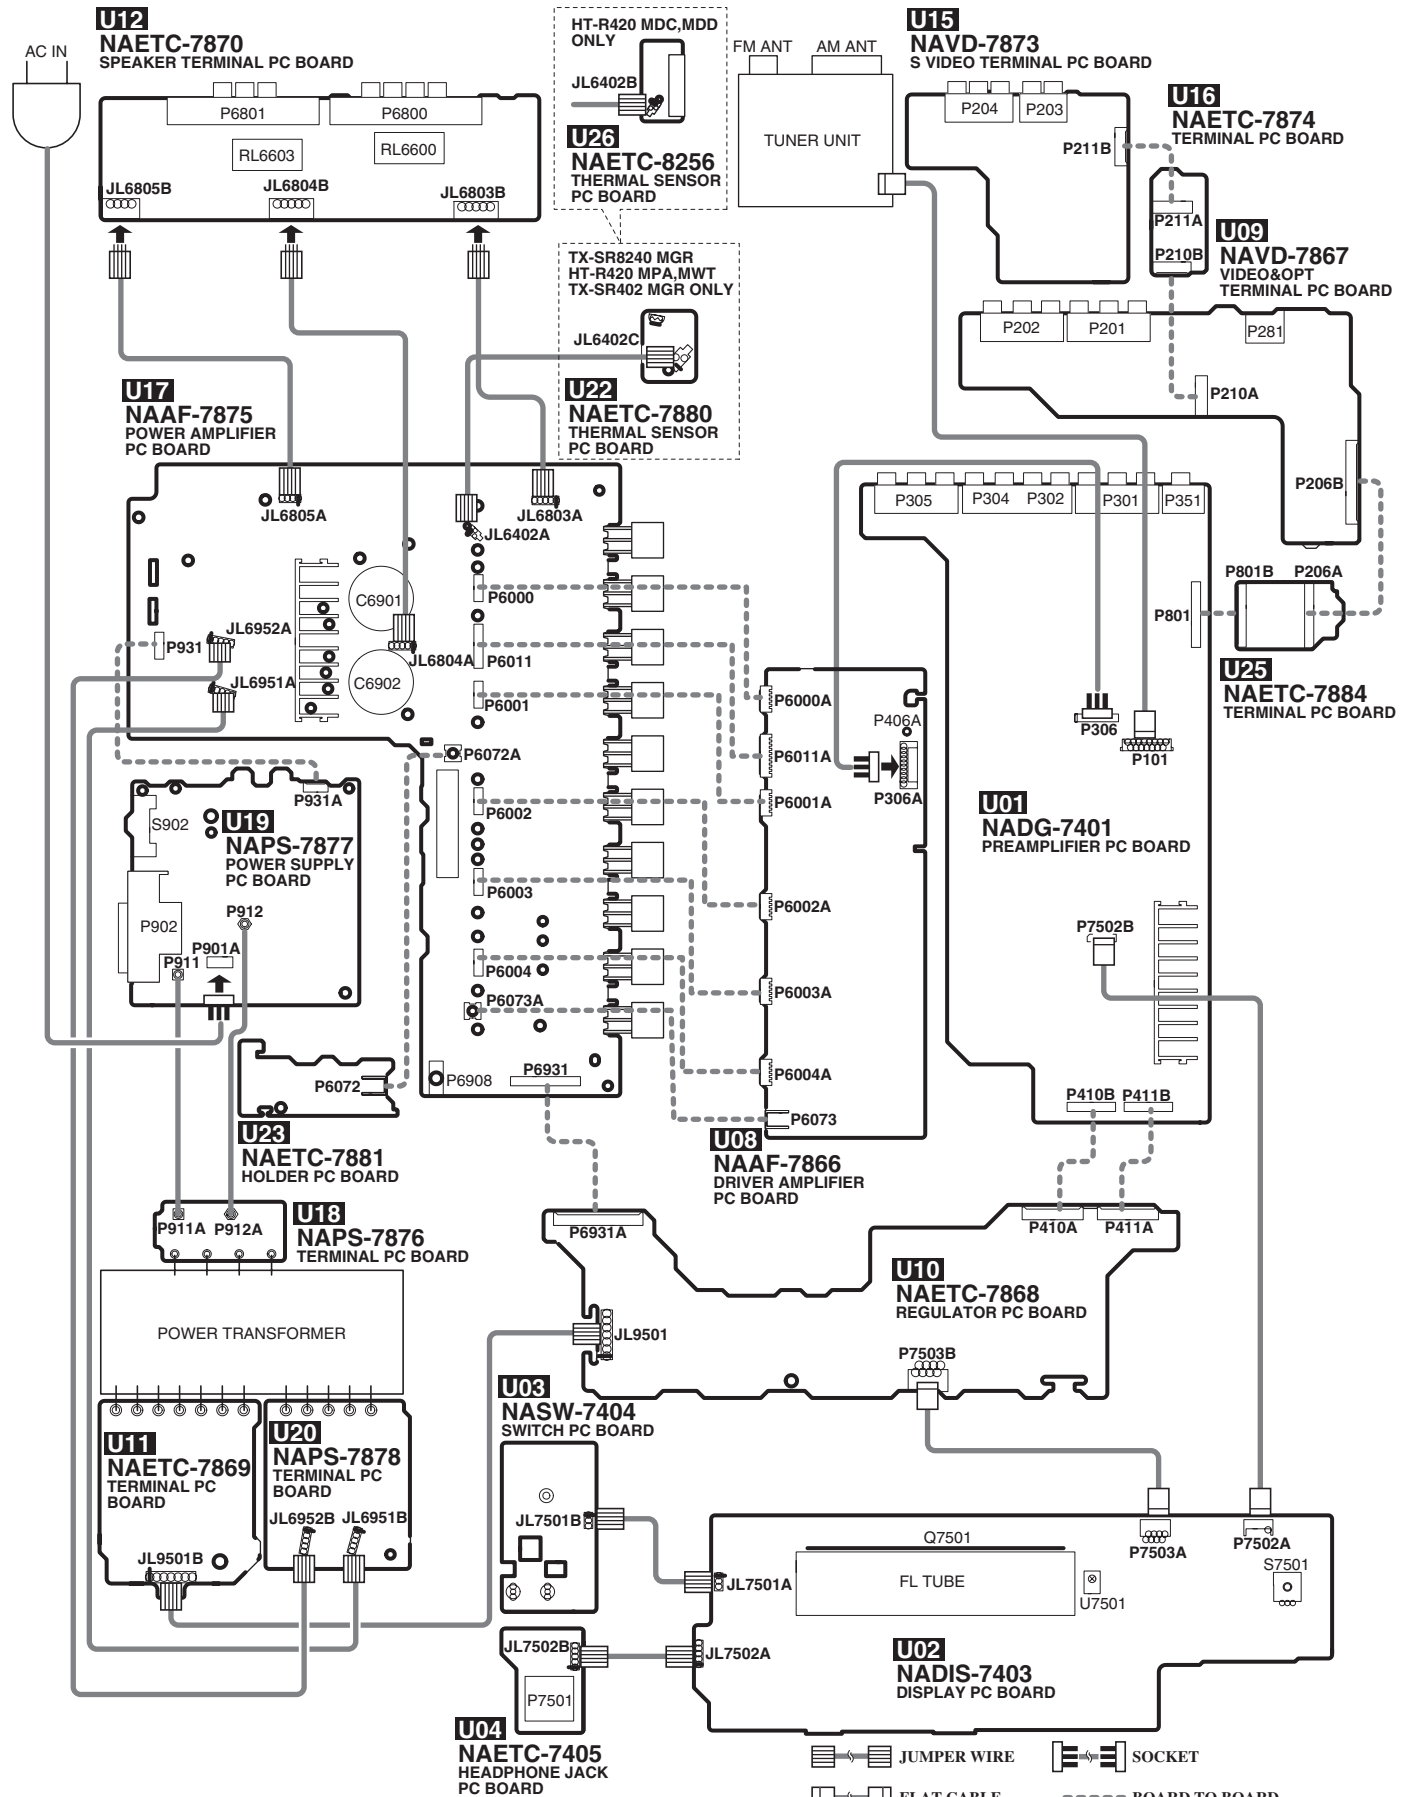 U12
NAETC-7870
SPEAKER TERMINAL PC BOARD
AC IN
P6801
P6800
RL6603
RL6600
JL6805B
JL6804B
JL6803B
HT-R420 MDC,MDD
ONLY
JL6402B
U26
NAETC-8256
THERMAL SENSOR
PC BOARD
TX-SR8240 MGR
HT-R420 MPA,MWT
TX-SR402 MGR ONLY
JL6402C
U22
NAETC-7880
THERMAL SENSOR
PC BOARD
FM ANT
AM ANT
TUNER UNIT
U15
NAVD-7873
S VIDEO TERMINAL PC BOARD
P204
P203
P211B
U16
NAETC-7874
TERMINAL PC BOARD
P211A
P210B
U09
NAVD-7867
VIDEO&OPT
TERMINAL PC BOARD
P202
P201
P281
P210A
P206B
U17
NAAF-7875
POWER AMPLIFIER
PC BOARD
JL6805A
JL6803A
JL6402A
C6901
P6000
JL6952A
P931
JL6804A
P6011
JL6951A
C6902
P6001
P6072A
P6002
P6003
P6004
P6073A
P6931
P6908
P305
P304
P302
P301
P351
P801B
P206A
P801
U25
NAETC-7884
TERMINAL PC BOARD
P306
P101
P6000A
P406A
P6011A
P306A
P6001A
P6002A
P6003A
P6004A
P6073
U08
NAAF-7866
DRIVER AMPLIFIER
PC BOARD
U01
NADG-7401
PREAMPLIFIER PC BOARD
P7502B
P410B
P411B
P931A
S902
U19
NAPS-7877
POWER SUPPLY
PC BOARD
P912
P902
P901A
P911
P6072
U23
NAETC-7881
HOLDER PC BOARD
P911A
P912A
U18
NAPS-7876
TERMINAL PC BOARD
POWER TRANSFORMER
P6931A
P410A
P411A
U10
NAETC-7868
REGULATOR PC BOARD
JL9501
P7503B
U11
NAETC-7869
TERMINAL PC
BOARD
JL9501B
U20
NAPS-7878
TERMINAL PC
BOARD
JL6952B
JL6951B
U03
NASW-7404
SWITCH PC BOARD
JL7501B
JL7501A
Q7501
FL TUBE
U7501
P7503A
P7502A
S7501
JL7502B
JL7502A
P7501
U02
NADIS-7403
DISPLAY PC BOARD
U04
NAETC-7405
HEADPHONE JACK
PC BOARD
JUMPER WIRE
SOCKET
FLAT CABLE
BOARD TO BOARD